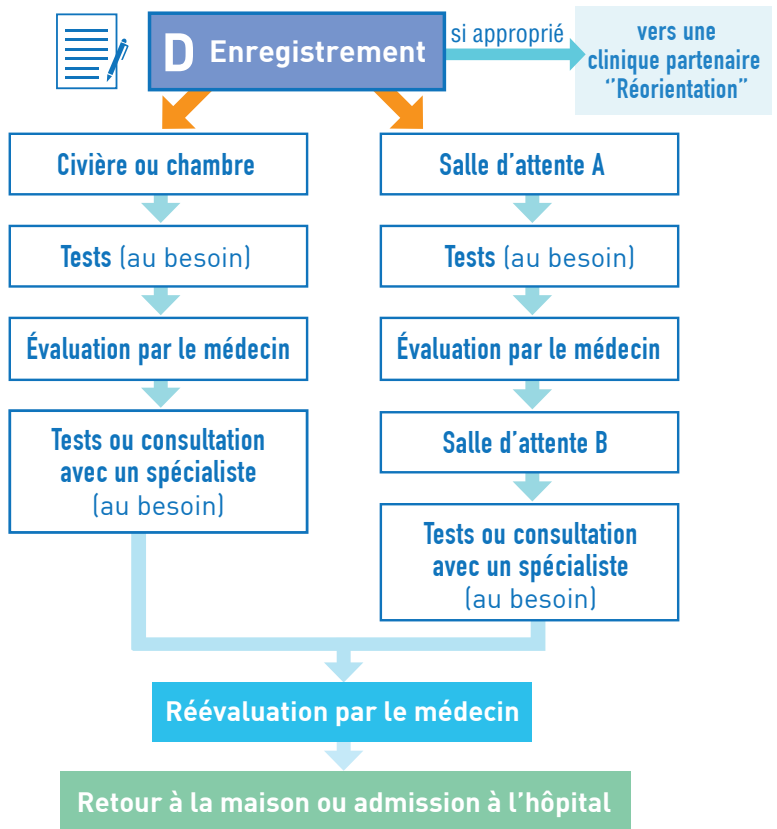 D Enregistrement
si approprié
vers une
clinique partenaire
‘‘Réorientation’’
Civière ou chambre
Tests (au besoin)
Évaluation par le médecin
Tests ou consultation
avec un spécialiste
(au besoin)
Salle d’attente A
Tests (au besoin)
Évaluation par le médecin
Salle d’attente B
Tests ou consultation
avec un spécialiste
(au besoin)
Réévaluation par le médecin
Retour à la maison ou admission à l’hôpital